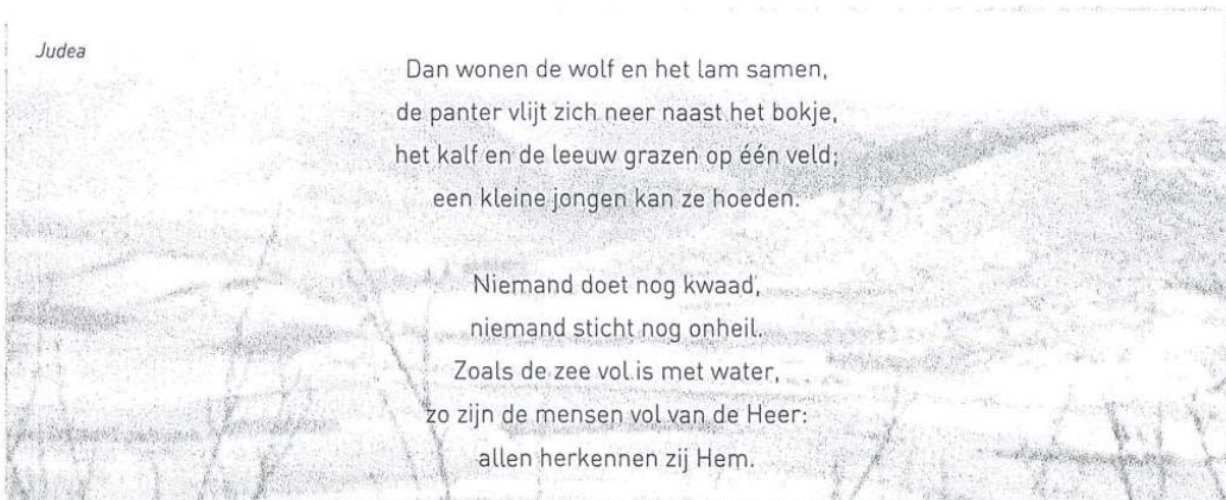 Judea
Dan wonen de wolf en het lam samen,
de panter vlijt zich neer naast het bokje,
het kalf en de leeuw grazen op één veld;
een kleine jongen kan ze hoeden.
Niemand doet nog kwaad,
niemand sticht nog onheil.
Zoals de zee vol is met water,
zo zijn de mensen vol van de Heer:
allen herkennen zij Hem.